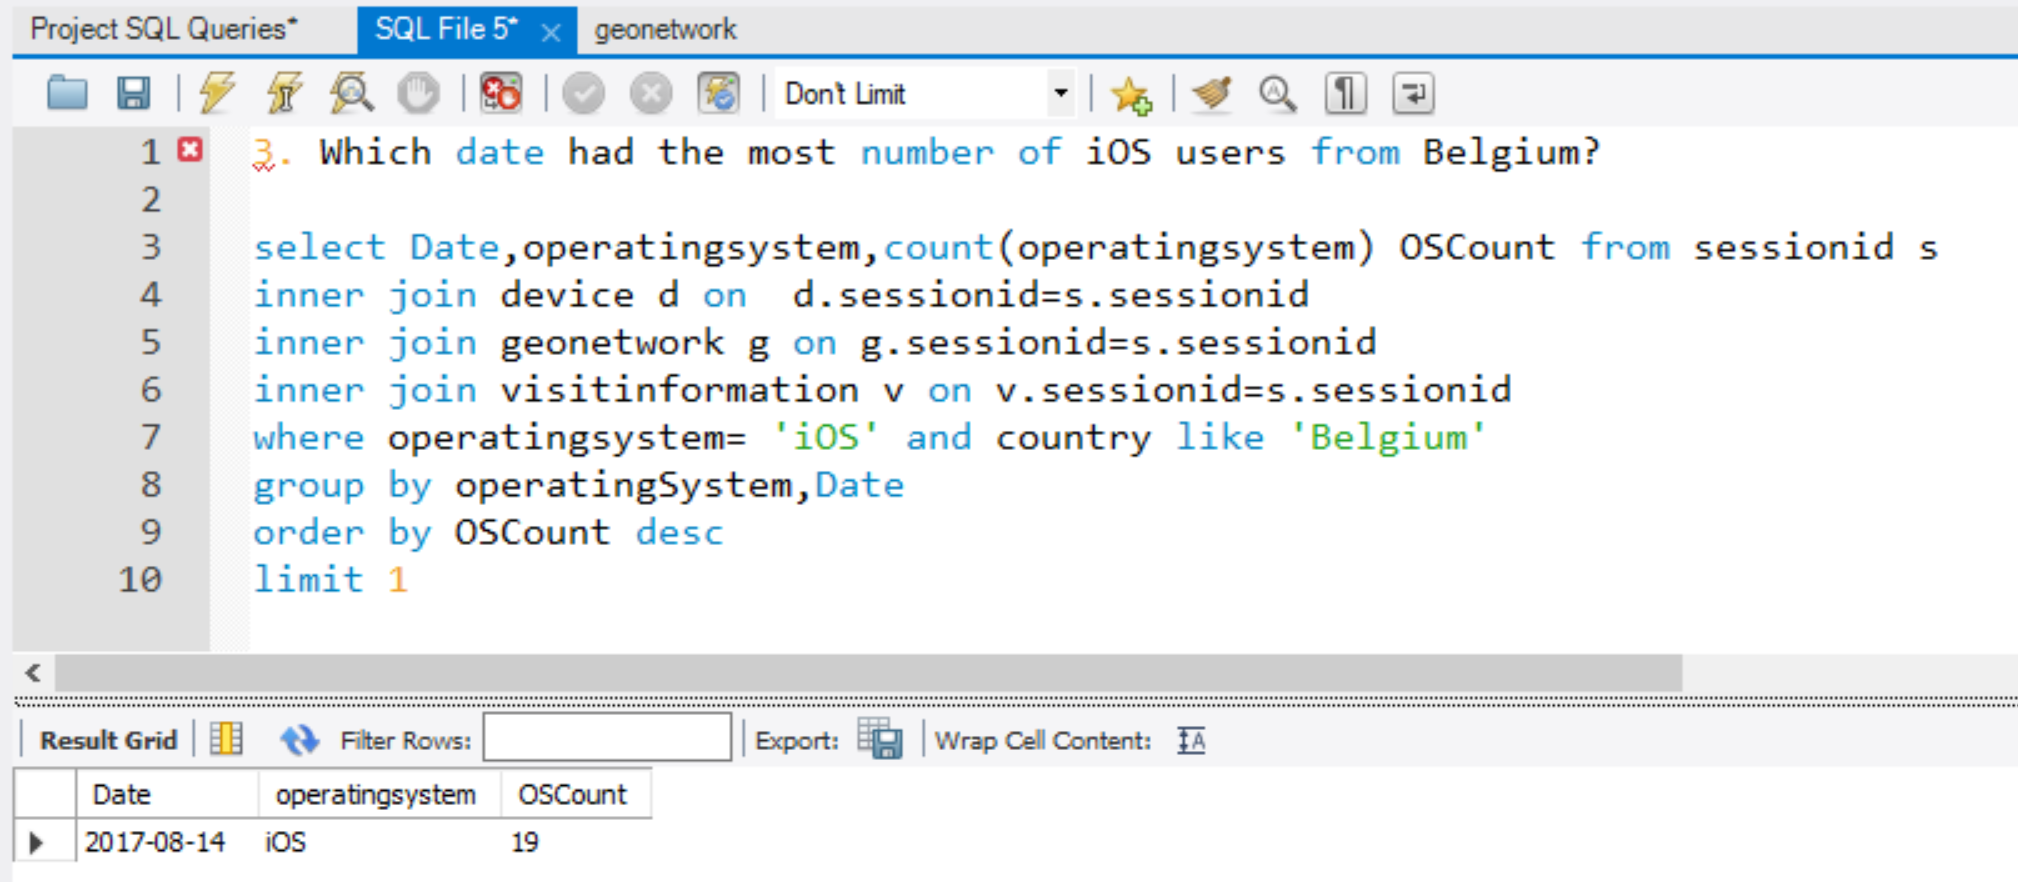 Project SQL Queries* SQL File 5* × geonetwork
Don't Limit
1 3. Which date had the most number of iOS users from Belgium?
2
3 select Date,operatingsystem,count(operatingsystem) OSCount from sessionid s
4 inner join device d on  d.sessionid=s.sessionid
5 inner join geonetwork g on g.sessionid=s.sessionid
6 inner join visitinformation v on v.sessionid=s.sessionid
7 where operatingsystem= 'iOS' and country like 'Belgium'
8 group by operatingSystem,Date
9 order by OSCount desc
10 limit 1
Result Grid Filter Rows: Export: Wrap Cell Content:
Date operatingsystem OSCount
2017-08-14 iOS 19